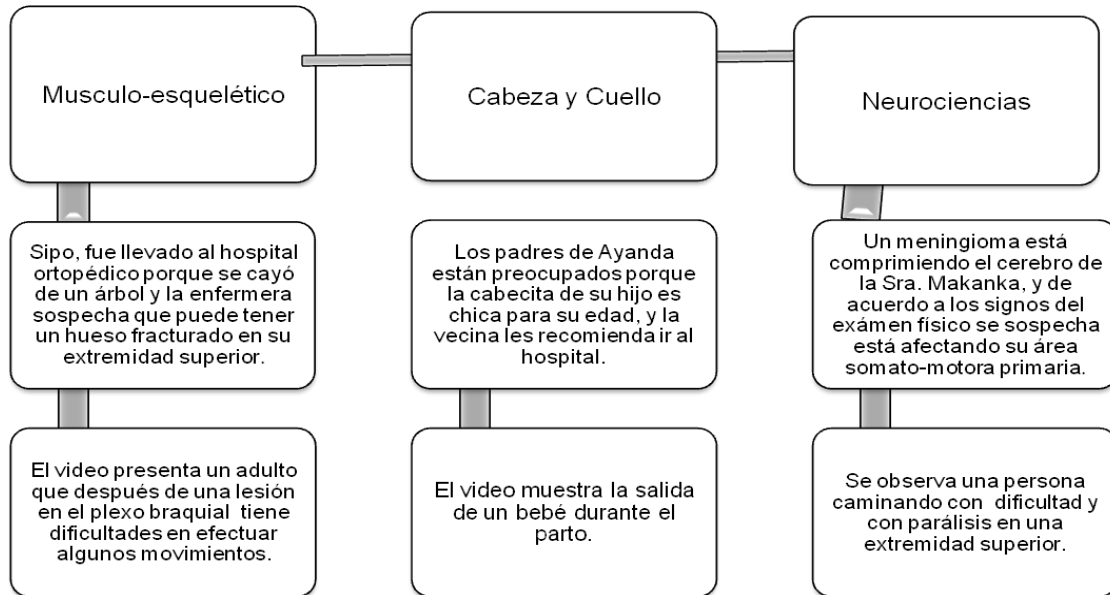 Musculo-esquelético
Cabeza y Cuello
Neurociencias
Sipo, fue llevado al hospital
ortopédico porque se cayó
de un árbol y la enfermera
sospecha que puede tener
un hueso fracturado en su
extremidad superior.
Los padres de Ayanda
están preocupados porque
la cabecita de su hijo es
chica para su edad, y la
vecina les recomienda ir al
hospital.
Un meningioma está
comprimiendo el cerebro de
la Sra. Makanka, y de
acuerdo a los signos del
exámen físico se sospecha
está afectando su área
somato-motora primaria.
El video presenta un adulto
que después de una lesión
en el plexo braquial tiene
dificultades en efectuar
algunos movimientos.
El video muestra la salida
de un bebé durante el
parto.
Se observa una persona
caminando con dificultad y
con parálisis en una
extremidad superior.